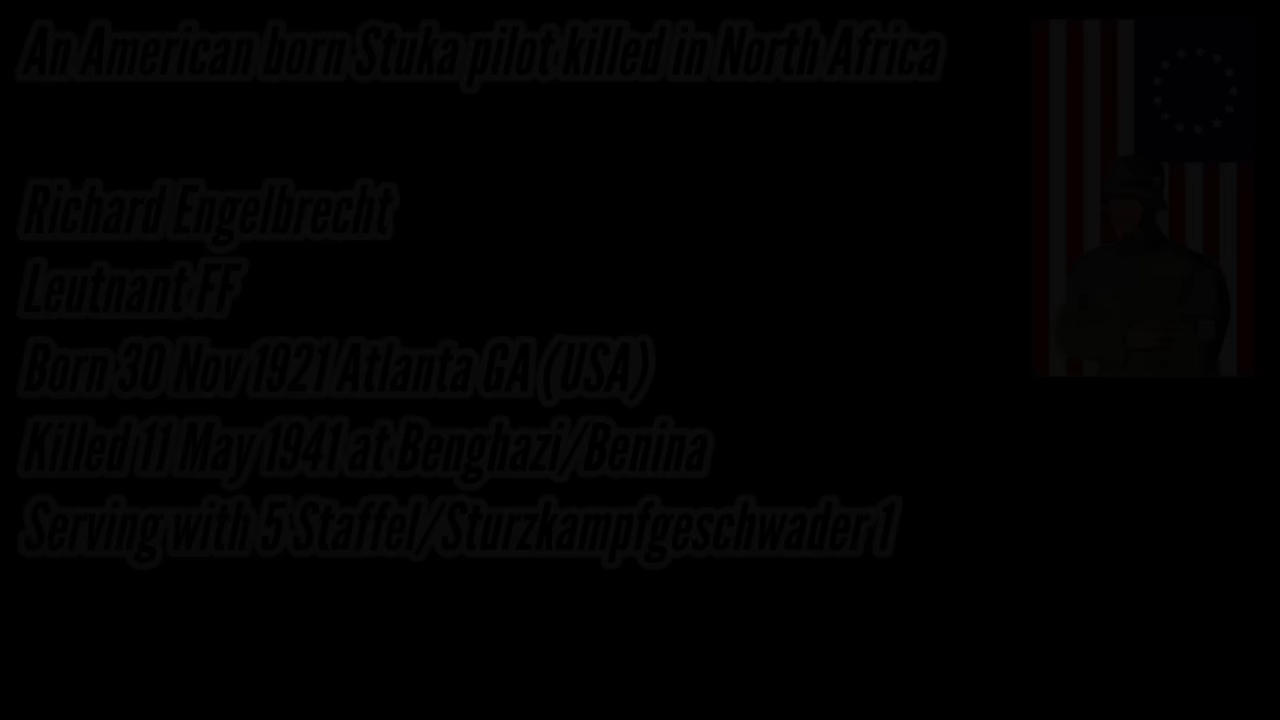 An American born Stuka pilot killed in North Africa
Richard Engelbrecht
Leutnant FF
Born 30 Nov 1921 Atlanta GA (USA)
Killed 11 May 1941 at Benghazi/Benina
Serving with 5 Staffel/Sturzkampfgeschwader 1